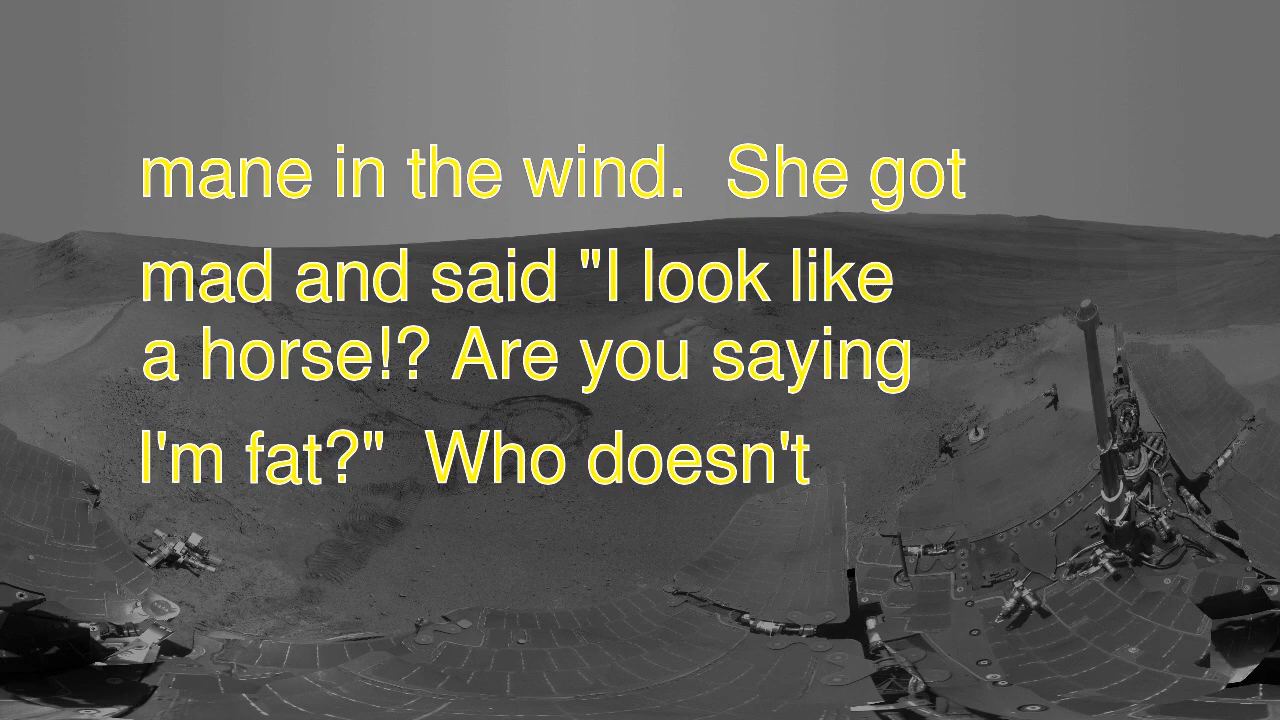 mane in the wind.  She got
mad and said "I look like
a horse!? Are you saying
I'm fat?"  Who doesn't